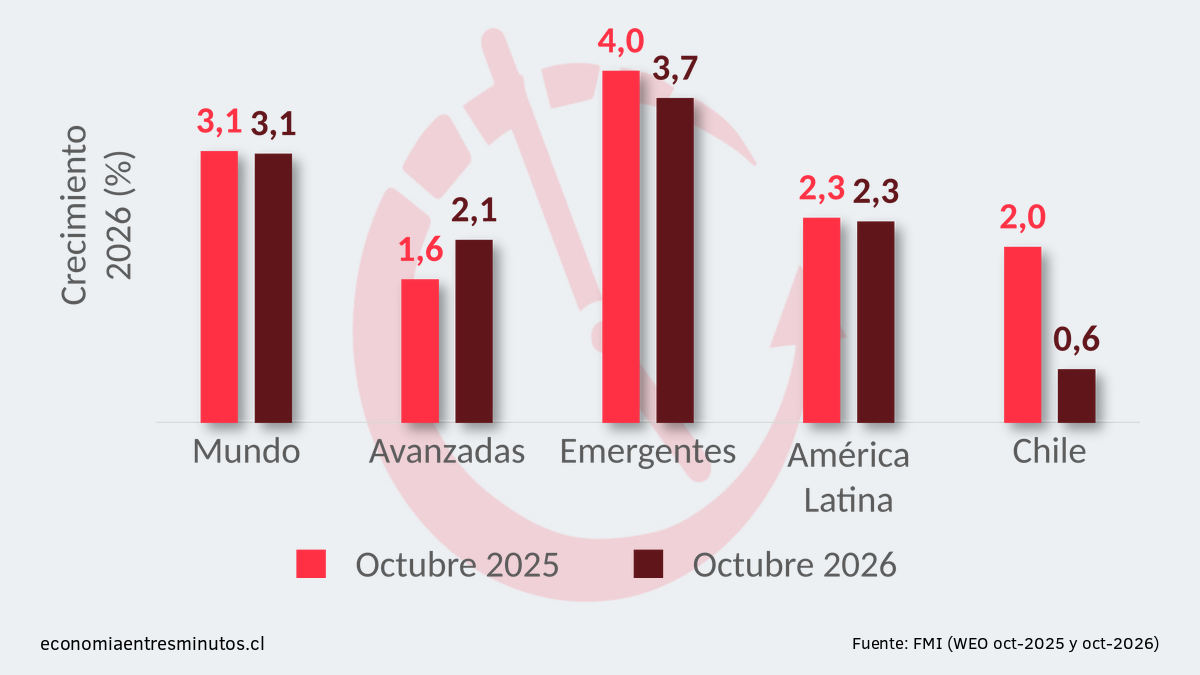 Crecimiento
2026 (%)
3,1 3,1
1,6 2,1
4,0 3,7
2,3 2,3
2,0 0,6
Mundo
Avanzadas
Emergentes
América
Latina
Chile
Octubre 2025
Octubre 2026
economiaentresminutos.cl
Fuente: FMI (WEO oct-2025 y oct-2026)